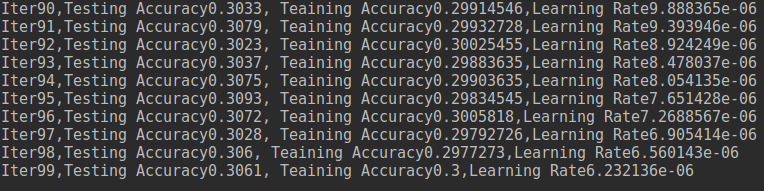 Iter90,Testing Accuracy0.3033, Teaining Accuracy0.29914546,Learning Rate9.888365e-06
Iter91,Testing Accuracy0.3079, Teaining Accuracy0.29932728,Learning Rate9.393946e-06
Iter92,Testing Accuracy0.3023, Teaining Accuracy0.30025455,Learning Rate8.924249e-06
Iter93,Testing Accuracy0.3037, Teaining Accuracy0.29883635,Learning Rate8.478037e-06
Iter94,Testing Accuracy0.3075, Teaining Accuracy0.29903635,Learning Rate8.054135e-06
Iter95,Testing Accuracy0.3093, Teaining Accuracy0.29834545,Learning Rate7.651428e-06
Iter96,Testing Accuracy0.3072, Teaining Accuracy0.3005818,Learning Rate7.2688567e-06
Iter97,Testing Accuracy0.3028, Teaining Accuracy0.29792726,Learning Rate6.905414e-06
Iter98,Testing Accuracy0.306, Teaining Accuracy0.2977273,Learning Rate6.560143e-06
Iter99,Testing Accuracy0.3061, Teaining Accuracy0.3,Learning Rate6.232136e-06